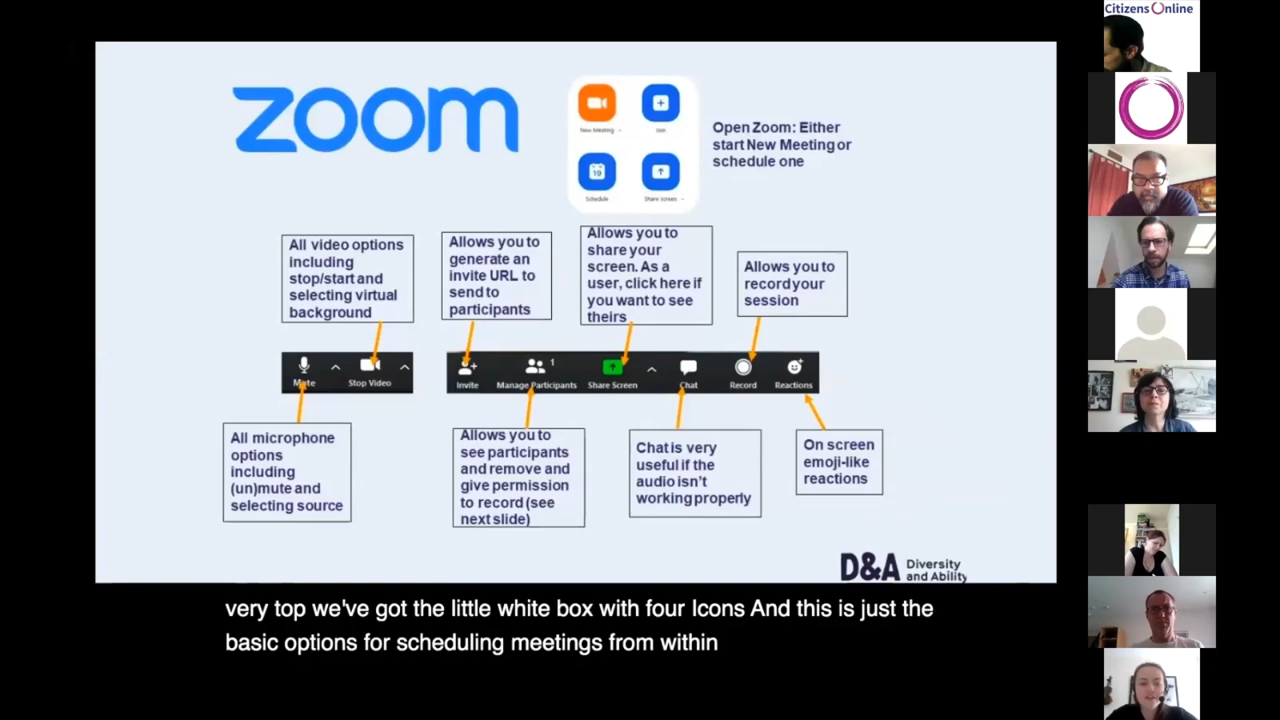 Citizens Online
zoom
New Meeting
Join
19
Schedule
Share screen
Open Zoom: Either
start New Meeting or
schedule one
All video options
including
stop/start and
selecting virtual
background
Allows you to
generate an
invite URL to
send to
participants
Allows you to
share your
screen. As a
user, click here if
you want to see
theirs
Allows you to
record your
session
Mute
Stop Video
Invite
1
Manage Participants
Share Screen
Chat
Record
Reactions
All microphone
options
including
(un)mute and
selecting source
Allows you to
see participants
and remove and
give permission
to record (see
next slide)
Chat is very
useful if the
audio isn't
working properly
On screen
emoji-like
reactions
D&A Diversity
and Ability
very top we've got the little white box with four Icons And this is just the
basic options for scheduling meetings from within